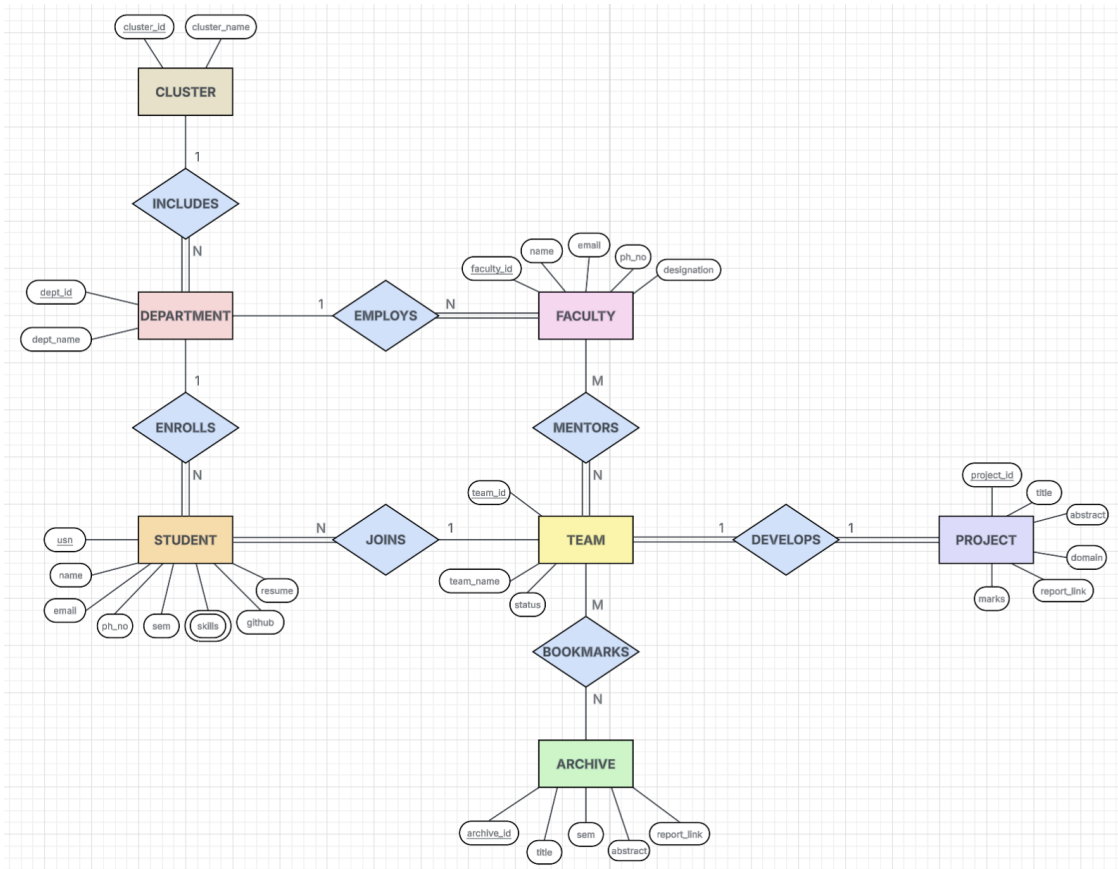 cluster_id
cluster_name
CLUSTER
1
INCLUDES
N
dept_id
dept_name
DEPARTMENT
1
EMPLOYS
N
faculty_id
name
email
ph_no
designation
FACULTY
1
ENROLLS
N
M
MENTORS
N
usn
name
email
ph_no
sem
skills
github
resume
STUDENT
N
JOINS
1
team_id
team_name
status
TEAM
1
DEVELOPS
1
project_id
title
abstract
domain
report_link
marks
PROJECT
M
BOOKMARKS
N
ARCHIVE
archive_id
title
sem
abstract
report_link